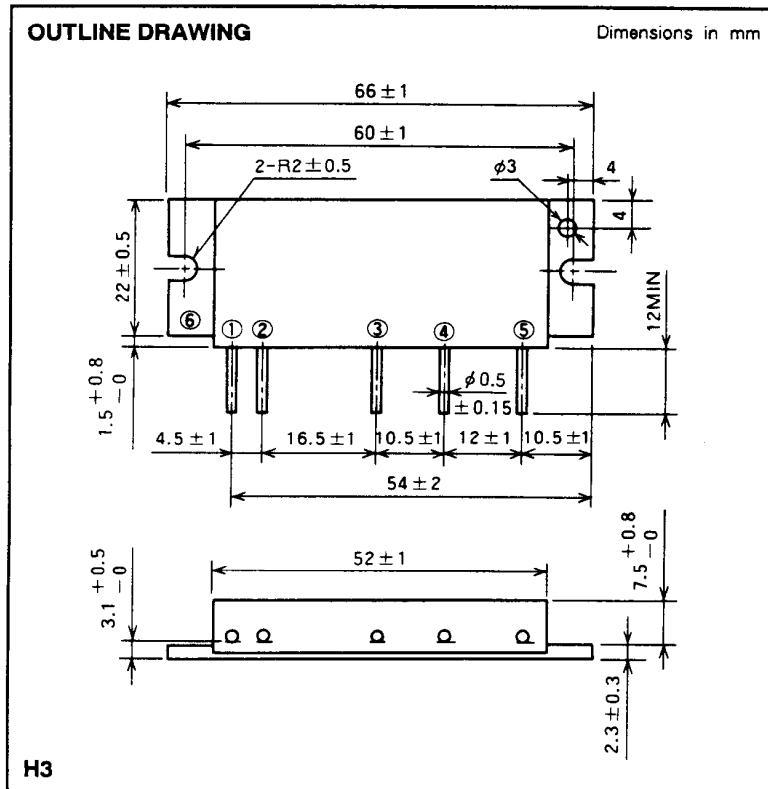 OUTLINE DRAWING
Dimensions in mm
66±1
60±1
2-R2±0.5
φ3
4
4
22±0.5
12MIN
⑥
①
②
③
④
⑤
φ0.5
±0.15
1.5 +0.8 -0
4.5±1
16.5±1
10.5±1
12±1
10.5±1
54±2
3.1 +0.5 -0
52±1
7.5 +0.8 -0
2.3±0.3
H3